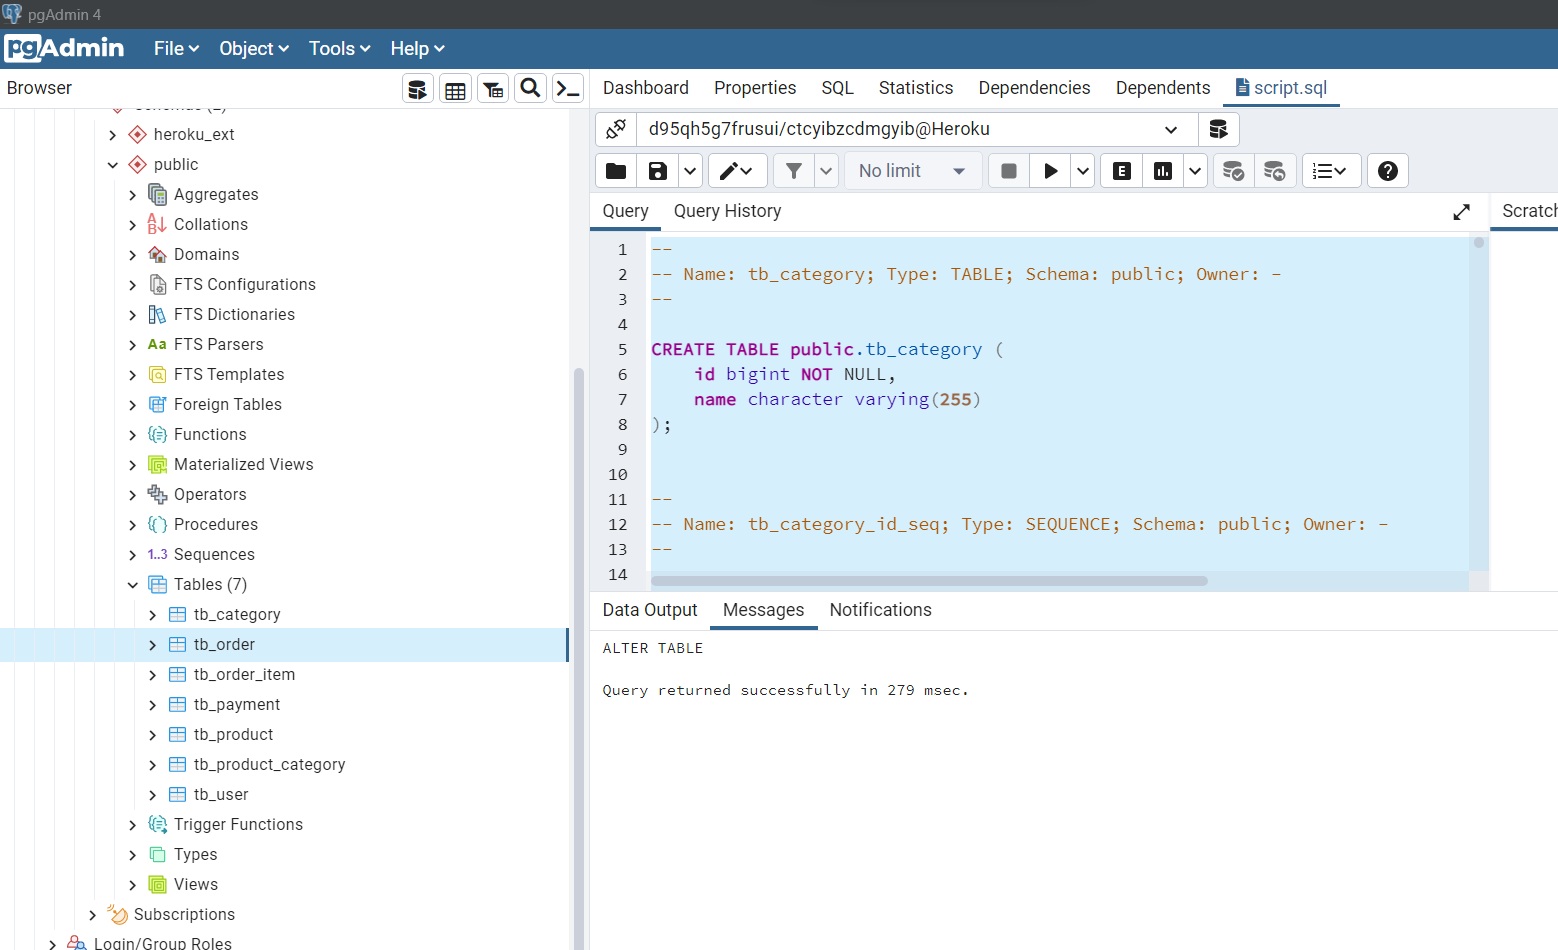 pgAdmin 4
pgAdmin File Object Tools Help
Browser
Dashboard Properties SQL Statistics Dependencies Dependents script.sql
Schemas (2)
heroku_ext
public
Aggregates
Collations
Domains
FTS Configurations
FTS Dictionaries
Aa FTS Parsers
FTS Templates
Foreign Tables
Functions
Materialized Views
Operators
Procedures
1..3 Sequences
Tables (7)
tb_category
tb_order
tb_order_item
tb_payment
tb_product
tb_product_category
tb_user
Trigger Functions
Types
Views
Subscriptions
Login/Group Roles
d95qh5g7frusui/ctcyibzcdmgyib@Heroku
No limit
E
Query Query History
Scratch
1 --
2 -- Name: tb_category; Type: TABLE; Schema: public; Owner: -
3 --
4
5 CREATE TABLE public.tb_category (
6 id bigint NOT NULL,
7 name character varying(255)
8 );
9
10
11 --
12 -- Name: tb_category_id_seq; Type: SEQUENCE; Schema: public; Owner: -
13 --
14
Data Output Messages Notifications
ALTER TABLE
Query returned successfully in 279 msec.